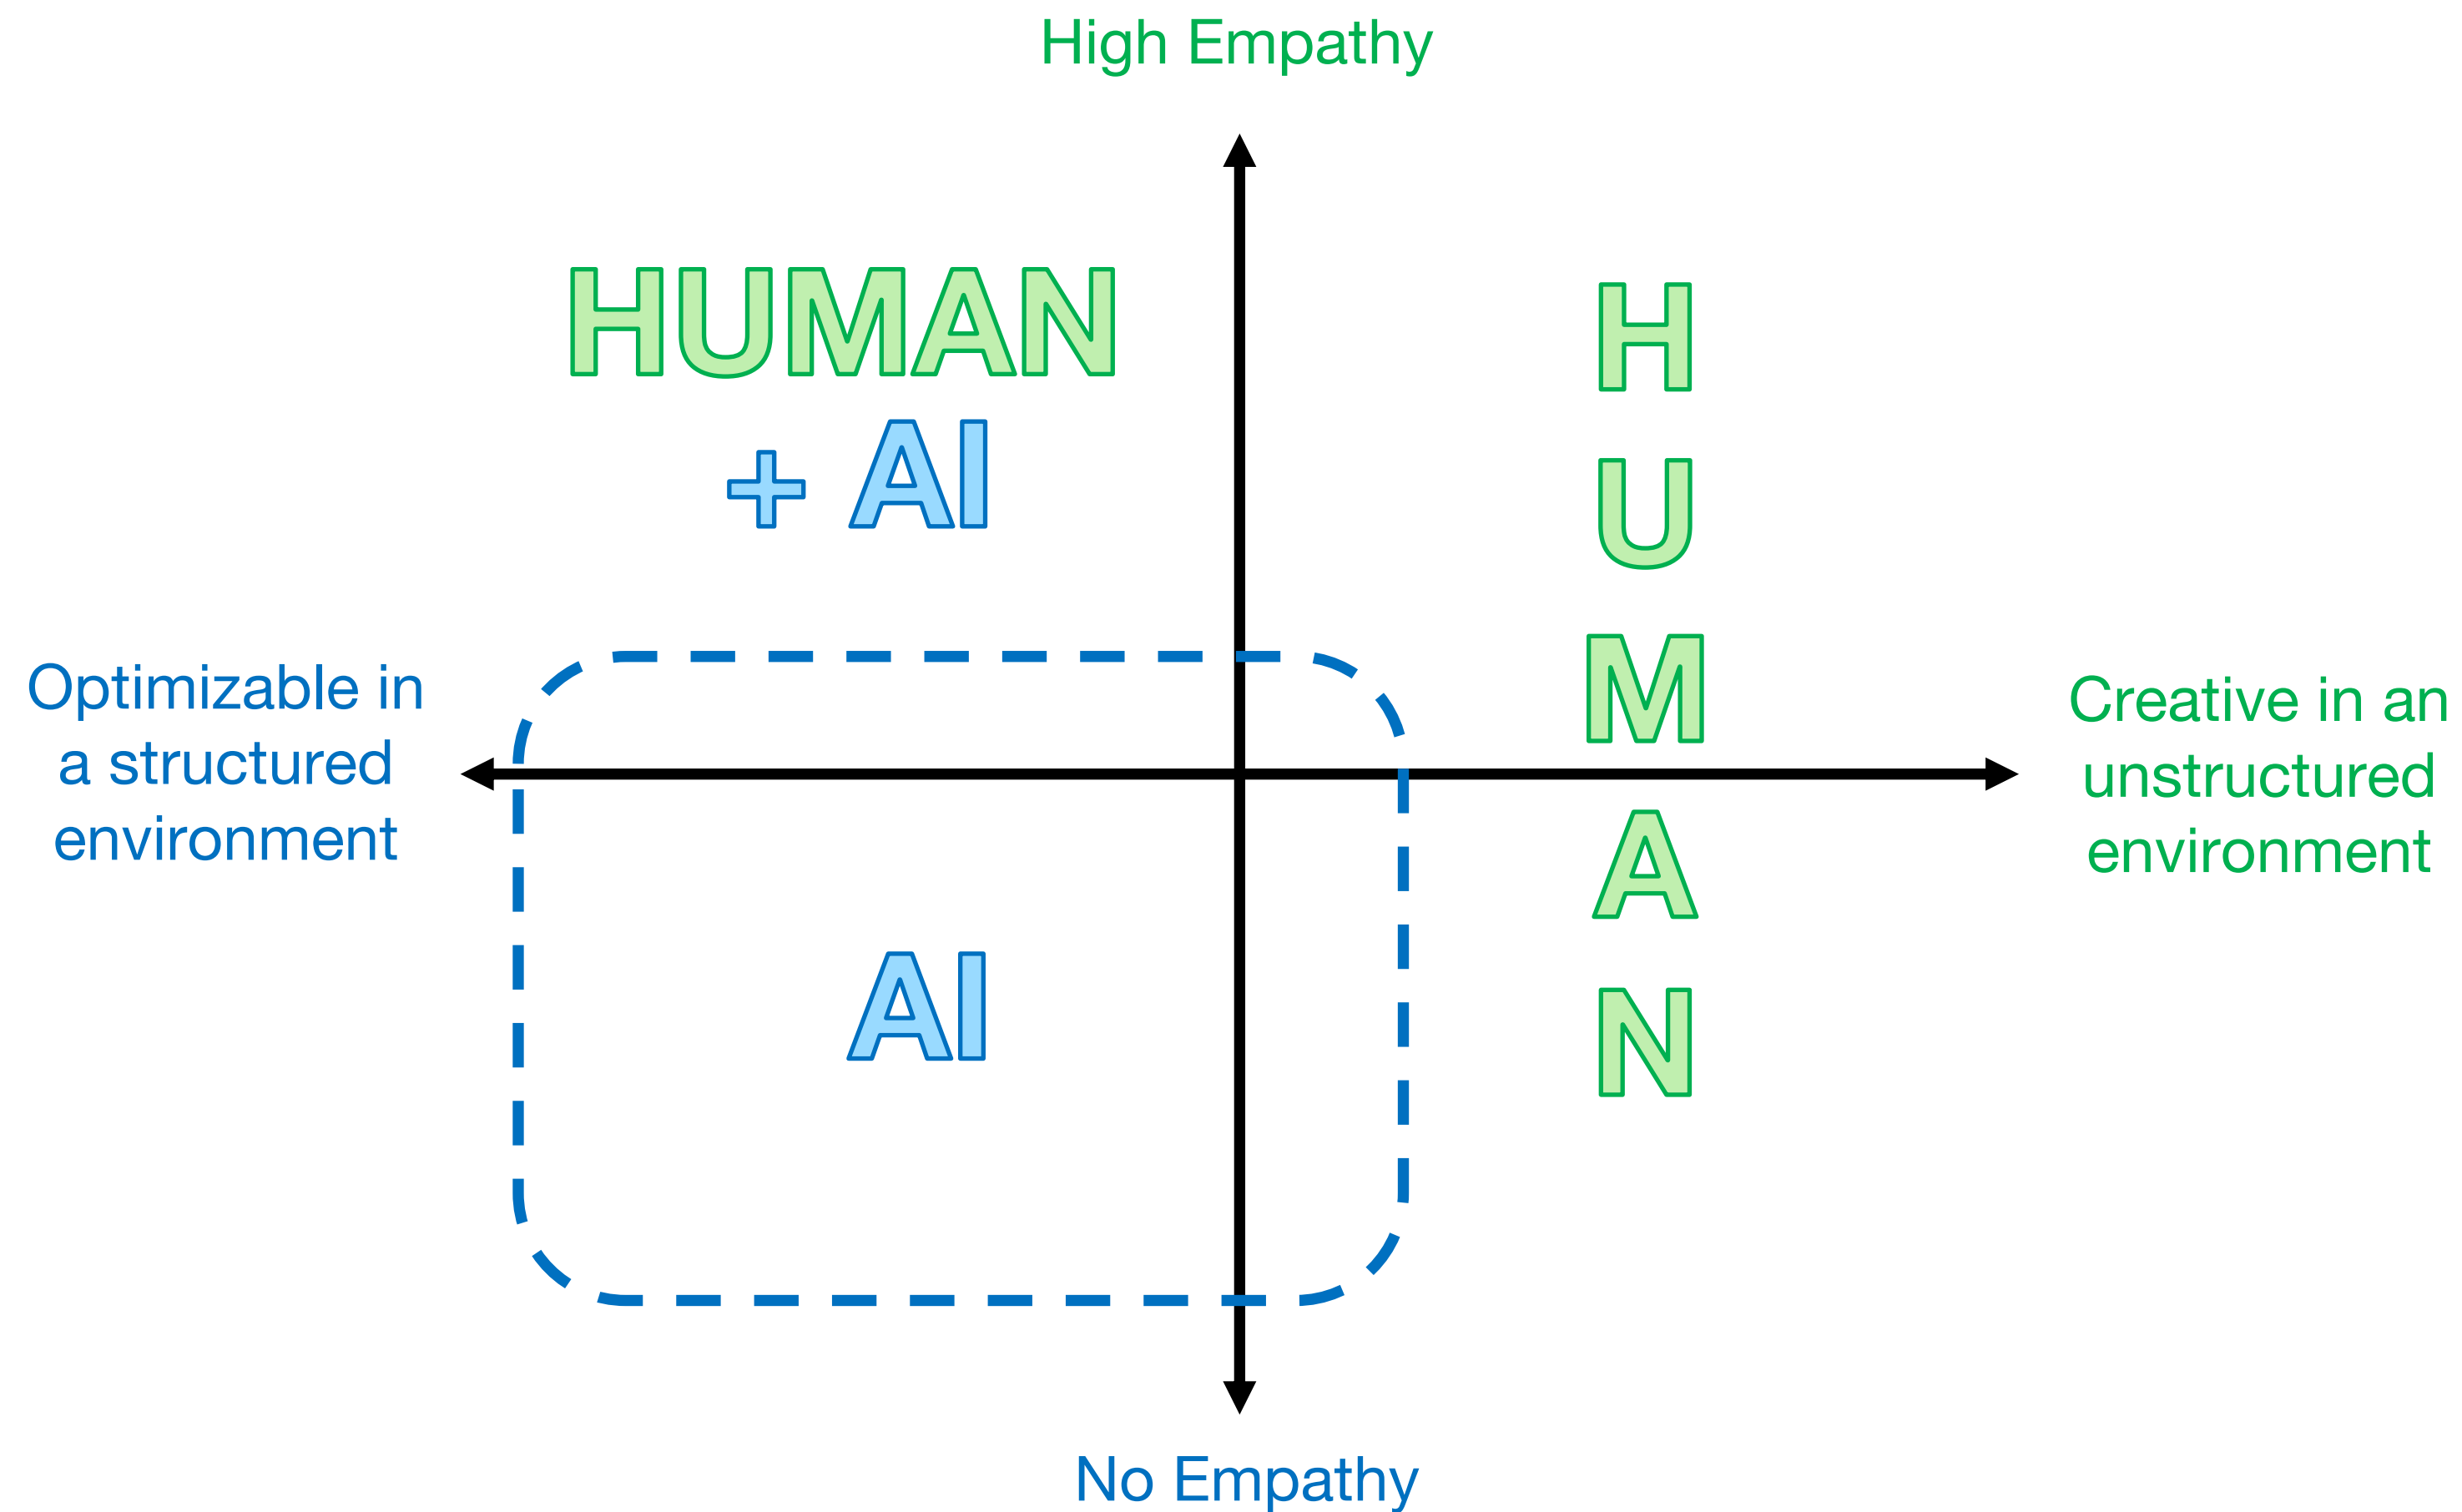 High Empathy
HUMAN
+ AI
Optimizable in
a structured
environment
H
U
M
A
N
Creative in an
unstructured
environment
AI
No Empathy